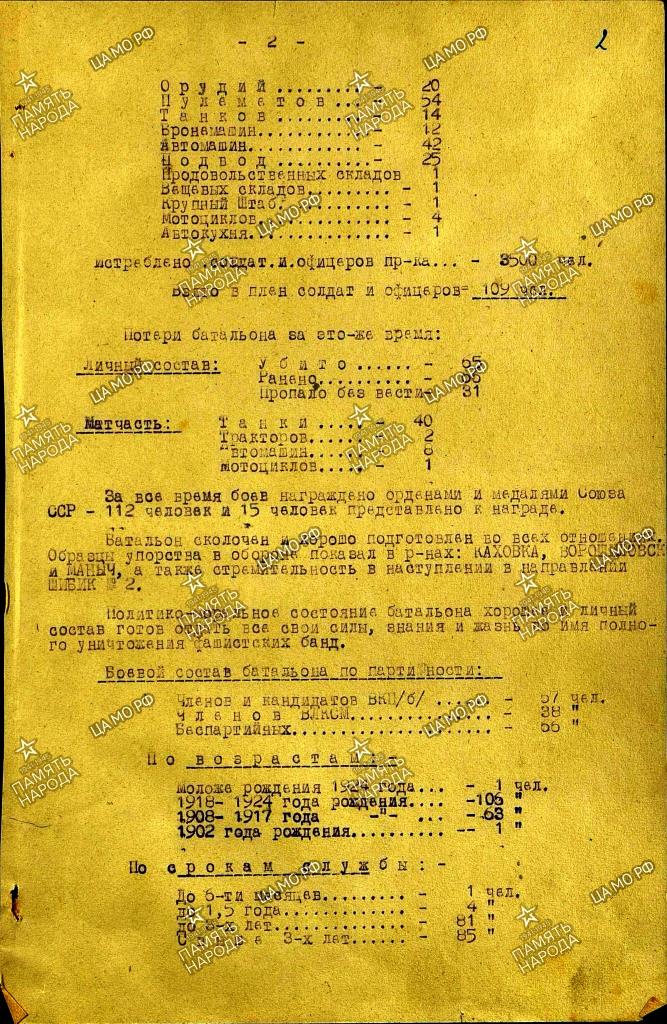 - 2 -
2
Орудий ......... - 20
Пулеметов ... - 54
Танков ......... - 14
Бронемашин........... - 12
Автомашин............ - 42
Подвод ..........- 25
Продовольственных складов 1
Вещевых складов......... - 1
Крупный Штаб............ - 1
Мотоциклов.............. - 4
Автокухня............... - 1
истреблено .солдат.и.офицеров пр-ка... - 3500 чел.
Взято в плен солдат и офицеров- 109 чел.
Потери батальона за это-же время:
Личный состав: Убито ...... - 65
Ранено.......... -
Пропало без вести- 31
Матчасть: Танки ..... - 40
Тракторов..... - 2
Автомашин..... - 8
мотоциклов..... - 1
За все время боев награждено орденами и медалями Союза
ССР - 112 человек и 15 человек представлено к награде.
Батальон сколочен и хорошо подготовлен во всех отношениях.
Образцы упорства в обороне показал в р-нах: КАХОВКА, ВОРОШИЛОВСК
и МАНЫЧ, а также стремительность в наступлении в направлении
№ 2.
Политико-моральное состояние батальона хорошее и личный
состав готов отдать все свои силы, знания и жизнь во имя полно-
го уничтожения фашистских банд.
Боевой состав батальона по партийности:
Членов и кандидатов ВКП/б/ ...... - 57 чел.
Членов ВЛКСМ............... - 38 "
Беспартийных................. - "
По возрастам:-
Моложе рождения 1924 года... - 1 чел.
1918- 1924 года рождения.... -106 "
1908- 1917 года -"- ... -63 "
1902 года рождения.......... -- 1 "
По срокам службы:-
До 6-ти месяцев.......... - 1 чел.
до 1,5 года............. - 4 "
до 3-х лет.............. - 81 "
Свыше 3-х лет........ - 85 "
ПАМЯТЬ НАРОДА
ЦАМО.РФ